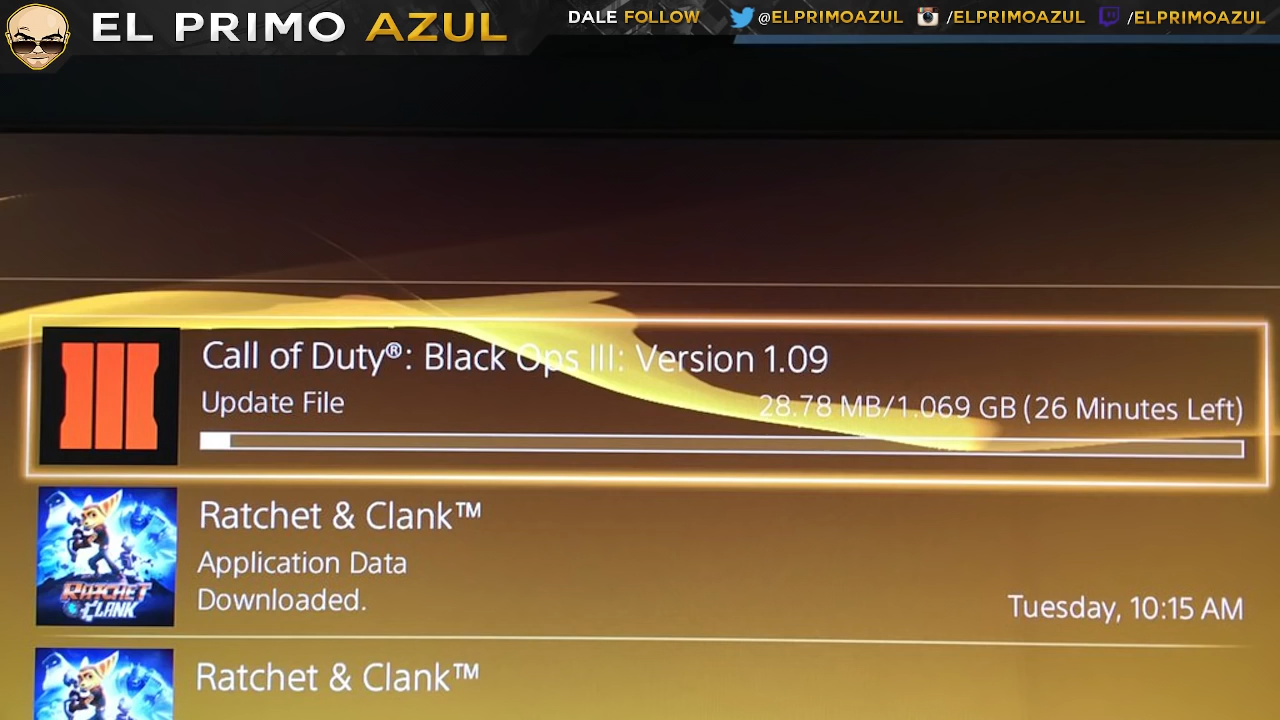 EL PRIMO AZUL
DALE FOLLOW @ELPRIMOAZUL /ELPRIMOAZUL /ELPRIMOAZUL
Call of Duty®: Black Ops III: Version 1.09
Update File
28.78 MB/1.069 GB (26 Minutes Left)
Ratchet & Clank™
Application Data
Downloaded.
Tuesday, 10:15 AM
RATCHET
CLANK
Ratchet & Clank™